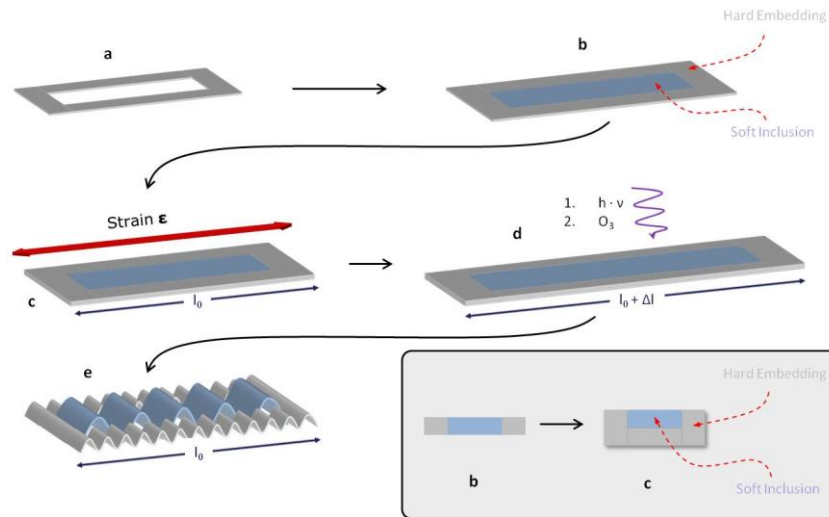 Hard Embedding
a
b
Soft Inclusion
Strain ε
1. h · ν
2. O₃
d
c
l₀
l₀ + Δl
e
l₀
Hard Embedding
b
c
Soft Inclusion